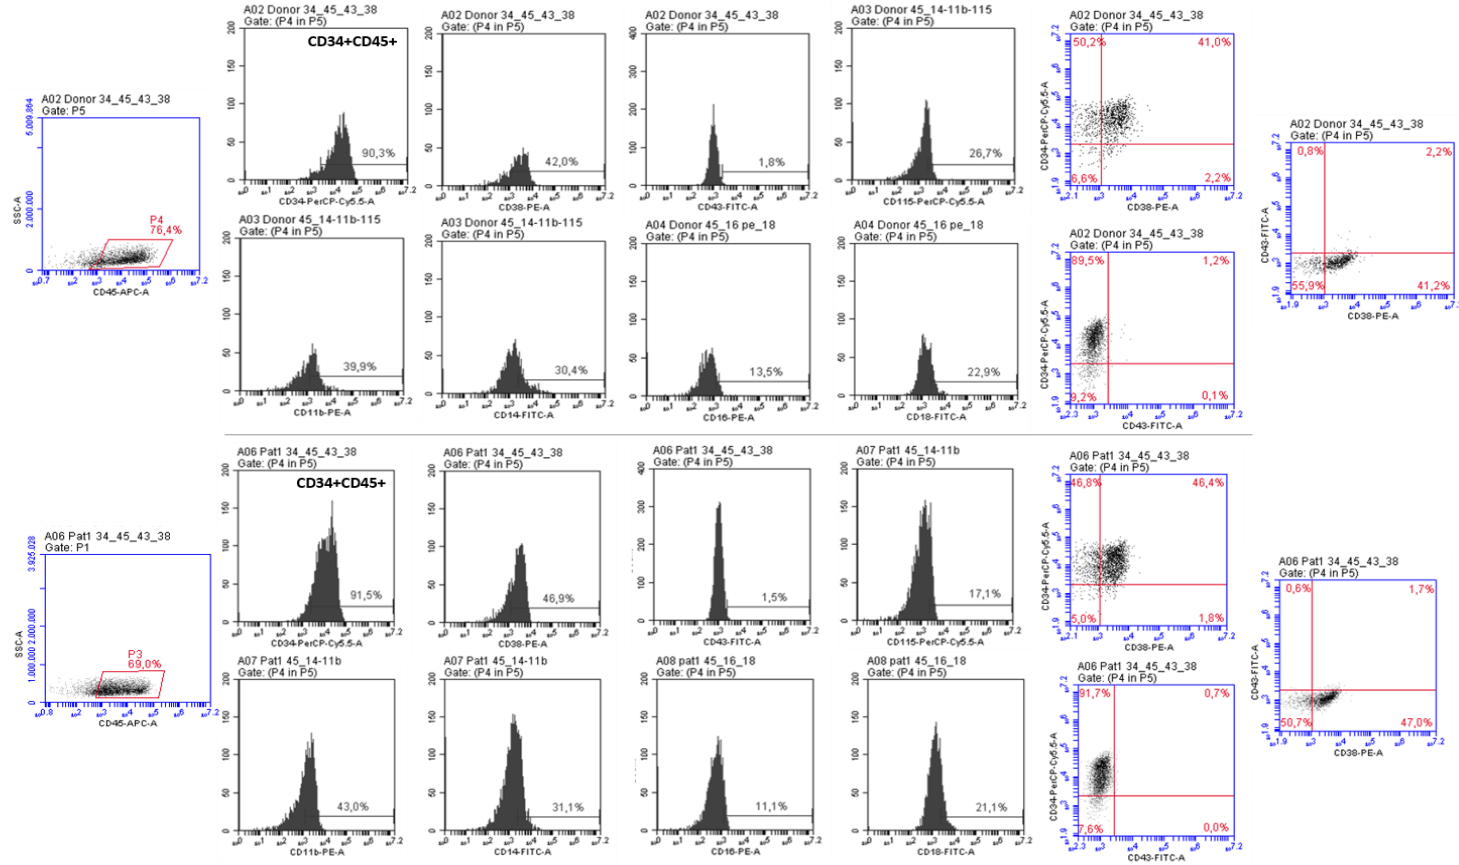 A02 Donor 34_45_43_38
Gate: P5
5.009.864
2.000.000
0
SSC-A
P4
76,4%
CD45-APC-A
A02 Donor 34_45_43_38
Gate: (P4 in P5)
CD34+CD45+
90,3%
CD34-PerCP-Cy5.5-A
A02 Donor 34_45_43_38
Gate: (P4 in P5)
42,0%
CD38-PE-A
A02 Donor 34_45_43_38
Gate: (P4 in P5)
1,8%
CD43-FITC-A
A03 Donor 45_14-11b-115
Gate: (P4 in P5)
26,7%
CD115-PerCP-Cy5.5-A
A02 Donor 34_45_43_38
Gate: (P4 in P5)
50,2%
41,0%
6,6%
2,2%
CD34-PerCP-Cy5.5-A
CD38-PE-A
A02 Donor 34_45_43_38
Gate: (P4 in P5)
0,8%
2,2%
55,9%
41,2%
CD43-FITC-A
CD38-PE-A
A03 Donor 45_14-11b-115
Gate: (P4 in P5)
39,9%
CD11b-PE-A
A03 Donor 45_14-11b-115
Gate: (P4 in P5)
30,4%
CD14-FITC-A
A04 Donor 45_16 pe_18
Gate: (P4 in P5)
13,5%
CD16-PE-A
A04 Donor 45_16 pe_18
Gate: (P4 in P5)
22,9%
CD18-FITC-A
A02 Donor 34_45_43_38
Gate: (P4 in P5)
89,5%
1,2%
9,2%
0,1%
CD34-PerCP-Cy5.5-A
CD43-FITC-A
A06 Pat1 34_45_43_38
Gate: P1
3.925.028
1.000.000 2.000.000
0
SSC-A
P3
69,0%
CD45-APC-A
A06 Pat1 34_45_43_38
Gate: (P4 in P5)
CD34+CD45+
91,5%
CD34-PerCP-Cy5.5-A
A06 Pat1 34_45_43_38
Gate: (P4 in P5)
46,9%
CD38-PE-A
A06 Pat1 34_45_43_38
Gate: (P4 in P5)
1,5%
CD43-FITC-A
A07 Pat1 45_14-11b
Gate: (P4 in P5)
17,1%
CD115-PerCP-Cy5.5-A
A06 Pat1 34_45_43_38
Gate: (P4 in P5)
46,8%
46,4%
5,0%
1,8%
CD34-PerCP-Cy5.5-A
CD38-PE-A
A06 Pat1 34_45_43_38
Gate: (P4 in P5)
0,6%
1,7%
50,7%
47,0%
CD43-FITC-A
CD38-PE-A
A07 Pat1 45_14-11b
Gate: (P4 in P5)
43,0%
CD11b-PE-A
A07 Pat1 45_14-11b
Gate: (P4 in P5)
31,1%
CD14-FITC-A
A08 pat1 45_16_18
Gate: (P4 in P5)
11,1%
CD16-PE-A
A08 pat1 45_16_18
Gate: (P4 in P5)
21,1%
CD18-FITC-A
A06 Pat1 34_45_43_38
Gate: (P4 in P5)
91,7%
0,7%
7,6%
0,0%
CD34-PerCP-Cy5.5-A
CD43-FITC-A